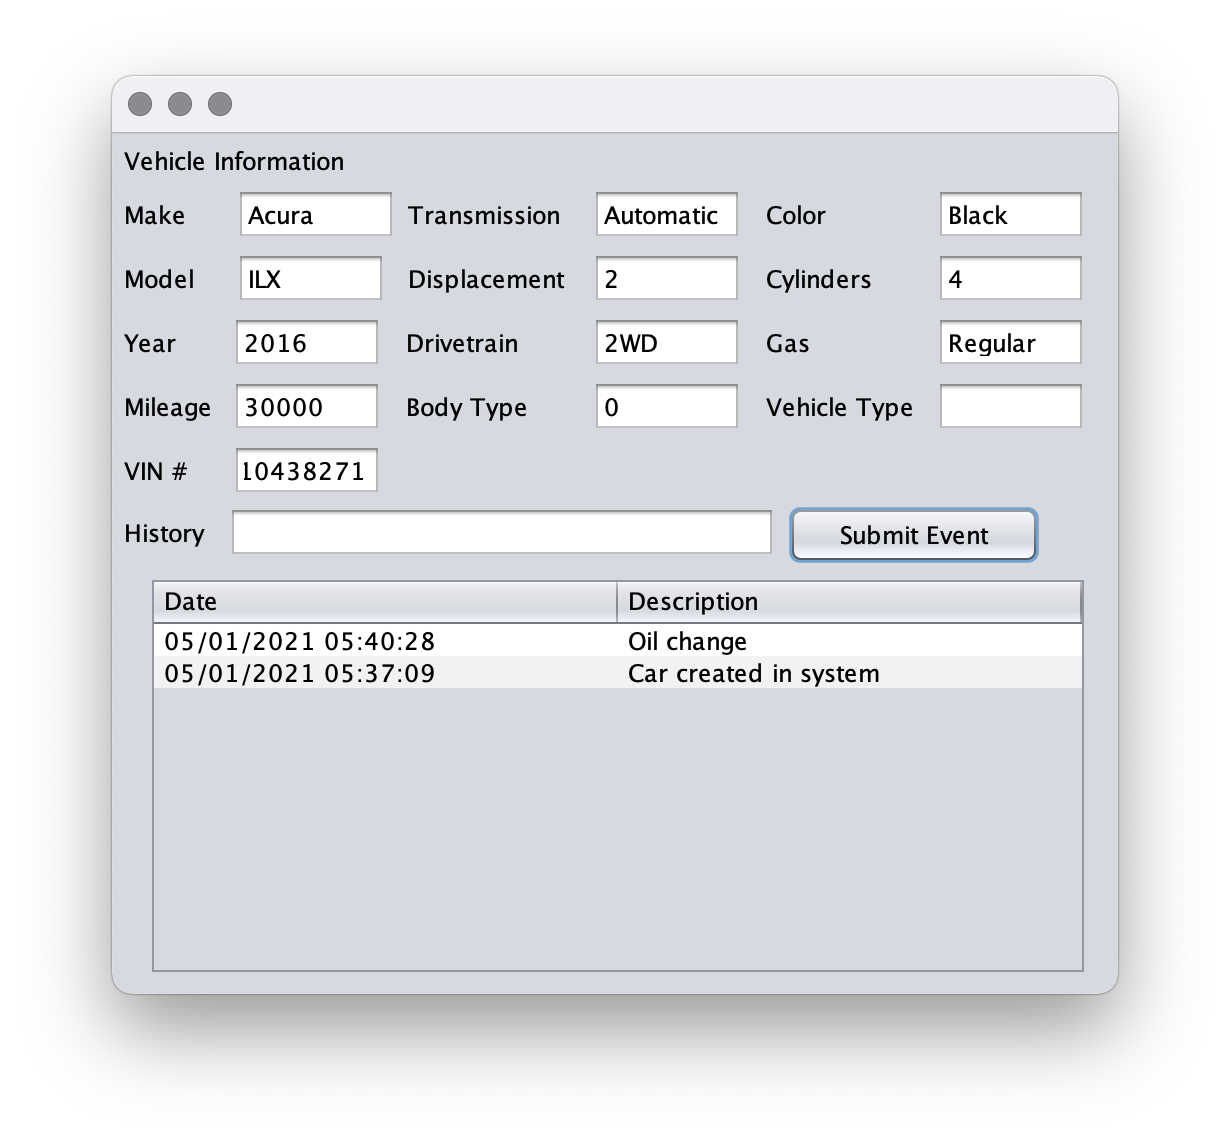 Vehicle Information
Make Acura Transmission Automatic Color Black
Model ILX Displacement 2 Cylinders 4
Year 2016 Drivetrain 2WD Gas Regular
Mileage 30000 Body Type 0 Vehicle Type
VIN # 10438271
History Submit Event
Date Description
05/01/2021 05:40:28 Oil change
05/01/2021 05:37:09 Car created in system